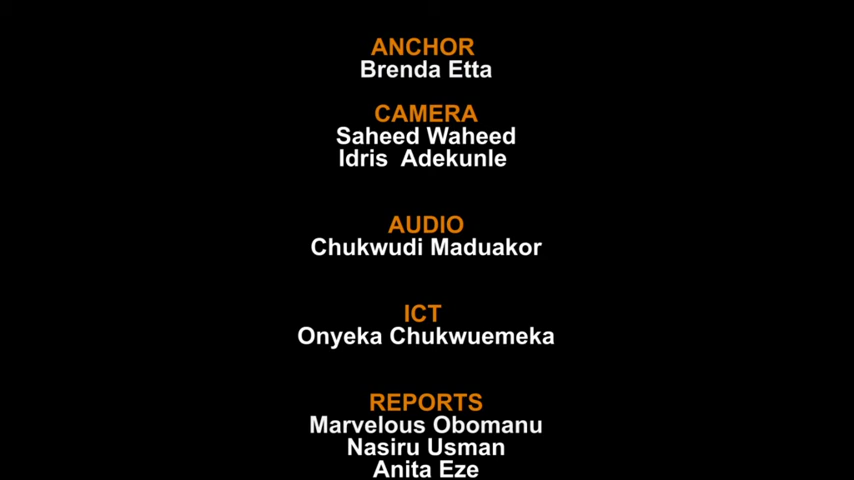 ANCHOR
Brenda Etta
CAMERA
Saheed Waheed
Idris Adekunle
AUDIO
Chukwudi Maduakor
ICT
Onyeka Chukwuemeka
REPORTS
Marvelous Obomanu
Nasiru Usman
Anita Eze